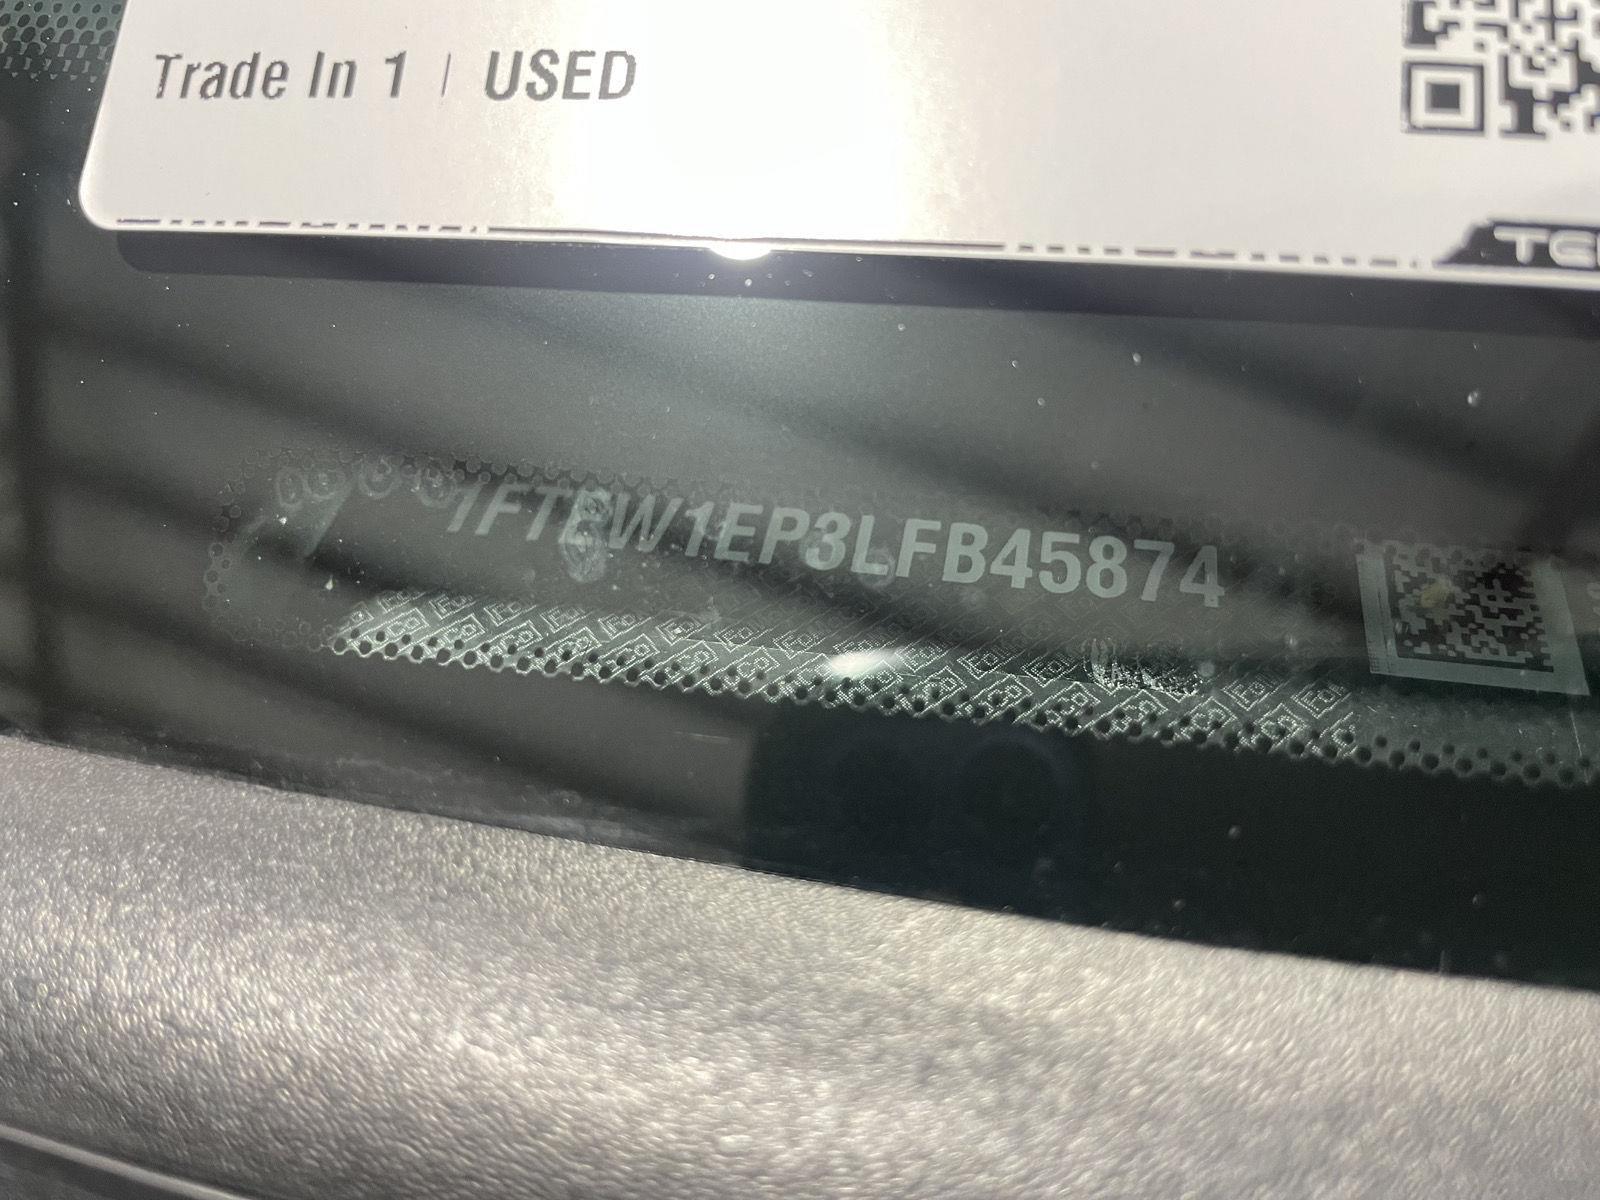 Trade In 1 | USED
1FTEW1EP3LFB45874